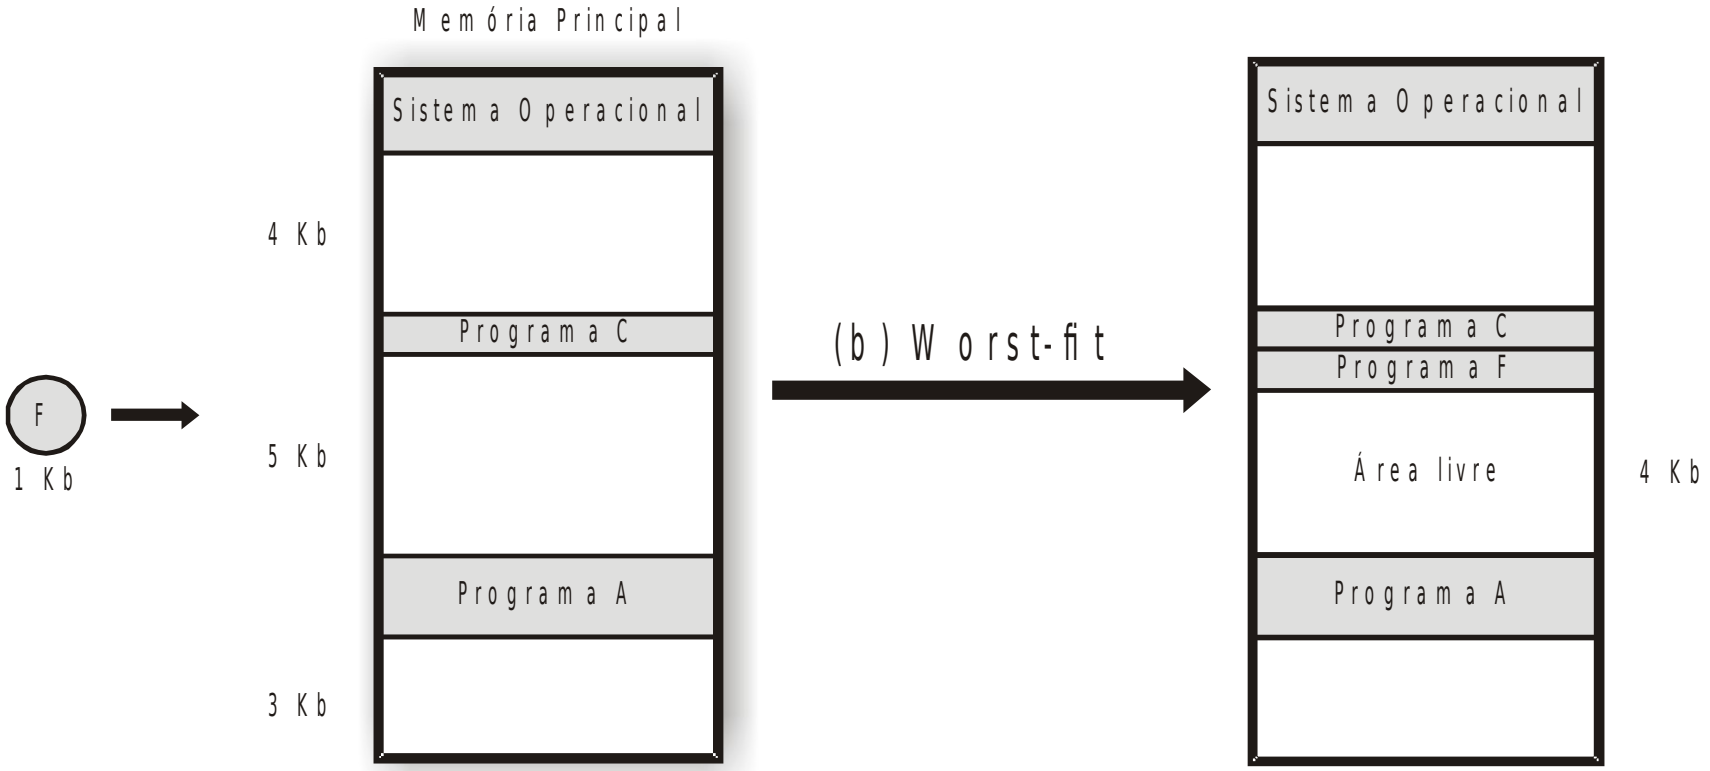 Memória Principal
Sistema Operacional
4 Kb
Programa C
F
1 Kb
5 Kb
Programa A
3 Kb
(b) Worst-fit
Sistema Operacional
Programa C
Programa F
Área livre
4 Kb
Programa A